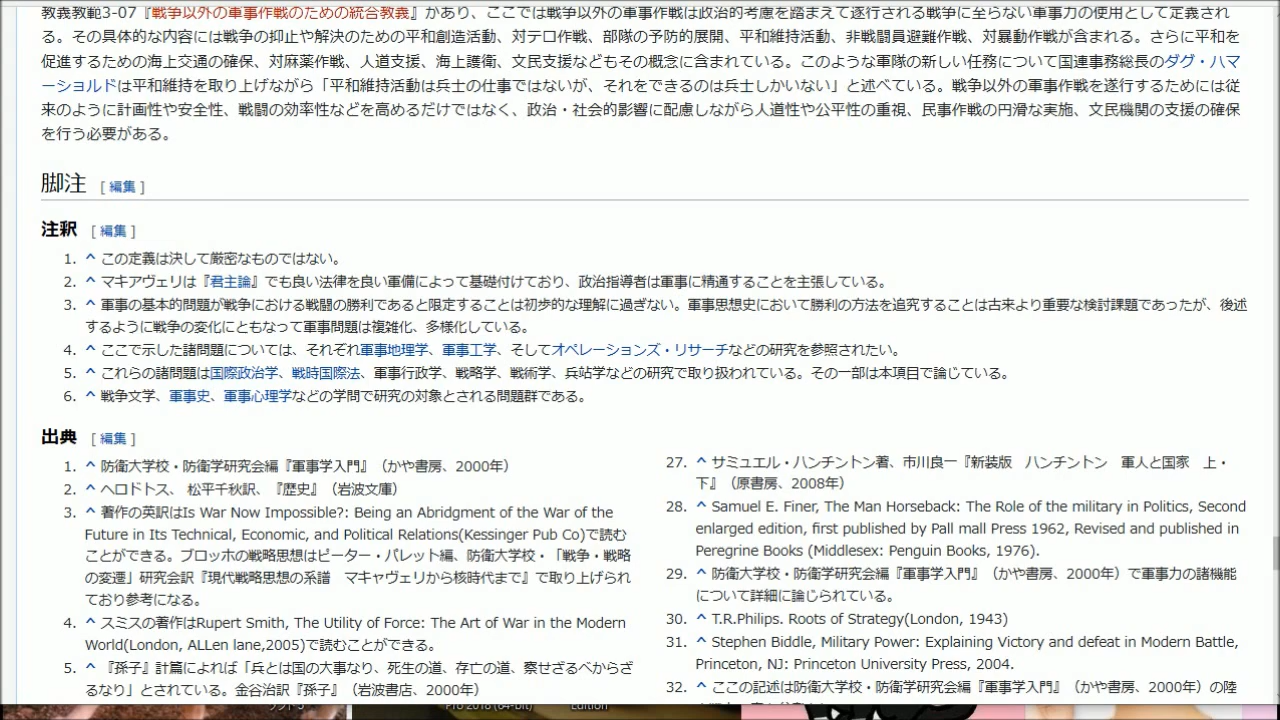 教義教範3-07『戦争以外の軍事作戦のための統合教義』があり、ここでは戦争以外の軍事作戦は政治的考慮を踏まえて遂行される戦争に至らない軍事力の使用として定義され
る。その具体的な内容には戦争の抑止や解決のための平和創造活動、対テロ作戦、部隊の予防的展開、平和維持活動、非戦闘員避難作戦、対暴動作戦が含まれる。さらに平和を
促進するための海上交通の確保、対麻薬作戦、人道支援、海上護衛、文民支援などもその概念に含まれている。このような軍隊の新しい任務について国連事務総長のダグ・ハマ
ーショルドは平和維持を取り上げながら「平和維持活動は兵士の仕事ではないが、それをできるのは兵士しかいない」と述べている。戦争以外の軍事作戦を遂行するためには従
来のように計画性や安全性、戦闘の効率性などを高めるだけではなく、政治・社会的影響に配慮しながら人道性や公平性の重視、民事作戦の円滑な実施、文民機関の支援の確保
を行う必要がある。
脚注 [ 編集 ]
注釈 [ 編集 ]
1. ^ この定義は決して厳密なものではない。
2. ^ マキアヴェリは『君主論』でも良い法律を良い軍備によって基礎付けており、政治指導者は軍事に精通することを主張している。
3. ^ 軍事の基本的問題が戦争における戦闘の勝利であると限定することは初歩的な理解に過ぎない。軍事思想史において勝利の方法を追究することは古来より重要な検討課題であったが、後述
するように戦争の変化にともなって軍事問題は複雑化、多様化している。
4. ^ ここで示した諸問題については、それぞれ軍事地理学、軍事工学、そしてオペレーションズ・リサーチなどの研究を参照されたい。
5. ^ これらの諸問題は国際政治学、戦時国際法、軍事行政学、戦略学、戦術学、兵站学などの研究で取り扱われている。その一部は本項目で論じている。
6. ^ 戦争文学、軍事史、軍事心理学などの学問で研究の対象とされる問題群である。
出典 [ 編集 ]
1. ^ 防衛大学校・防衛学研究会編『軍事学入門』（かや書房、2000年）
2. ^ ヘロドトス、 松平千秋訳、『歴史』（岩波文庫）
3. ^ 著作の英訳はIs War Now Impossible?: Being an Abridgment of the War of the
Future in Its Technical, Economic, and Political Relations(Kessinger Pub Co)で読む
ことができる。ブロッホの戦略思想はピーター・パレット編、防衛大学校・「戦争・戦略
の変遷」研究会訳『現代戦略思想の系譜　マキャヴェリから核時代まで』で取り上げられ
ており参考になる。
4. ^ スミスの著作はRupert Smith, The Utility of Force: The Art of War in the Modern
World(London, ALLen lane,2005)で読むことができる。
5. ^ 『孫子』計篇によれば「兵とは国の大事なり、死生の道、存亡の道、察せざるべからざ
るなり」とされている。金谷治訳『孫子』（岩波書店、2000年）
27. ^ サミュエル・ハンチントン著、市川良一『新装版　ハンチントン　軍人と国家　上・
下』（原書房、2008年）
28. ^ Samuel E. Finer, The Man Horseback: The Role of the military in Politics, Second
enlarged edition, first published by Pall mall Press 1962, Revised and published in
Peregrine Books (Middlesex: Penguin Books, 1976).
29. ^ 防衛大学校・防衛学研究会編『軍事学入門』（かや書房、2000年）で軍事力の諸機能
について詳細に論じられている。
30. ^ T.R.Philips. Roots of Strategy(London, 1943)
31. ^ Stephen Biddle, Military Power: Explaining Victory and defeat in Modern Battle,
Princeton, NJ: Princeton University Press, 2004.
32. ^ ここの記述は防衛大学校・防衛学研究会編『軍事学入門』（かや書房、2000年）の陸
Pro 2018 (64-bit)
Edition